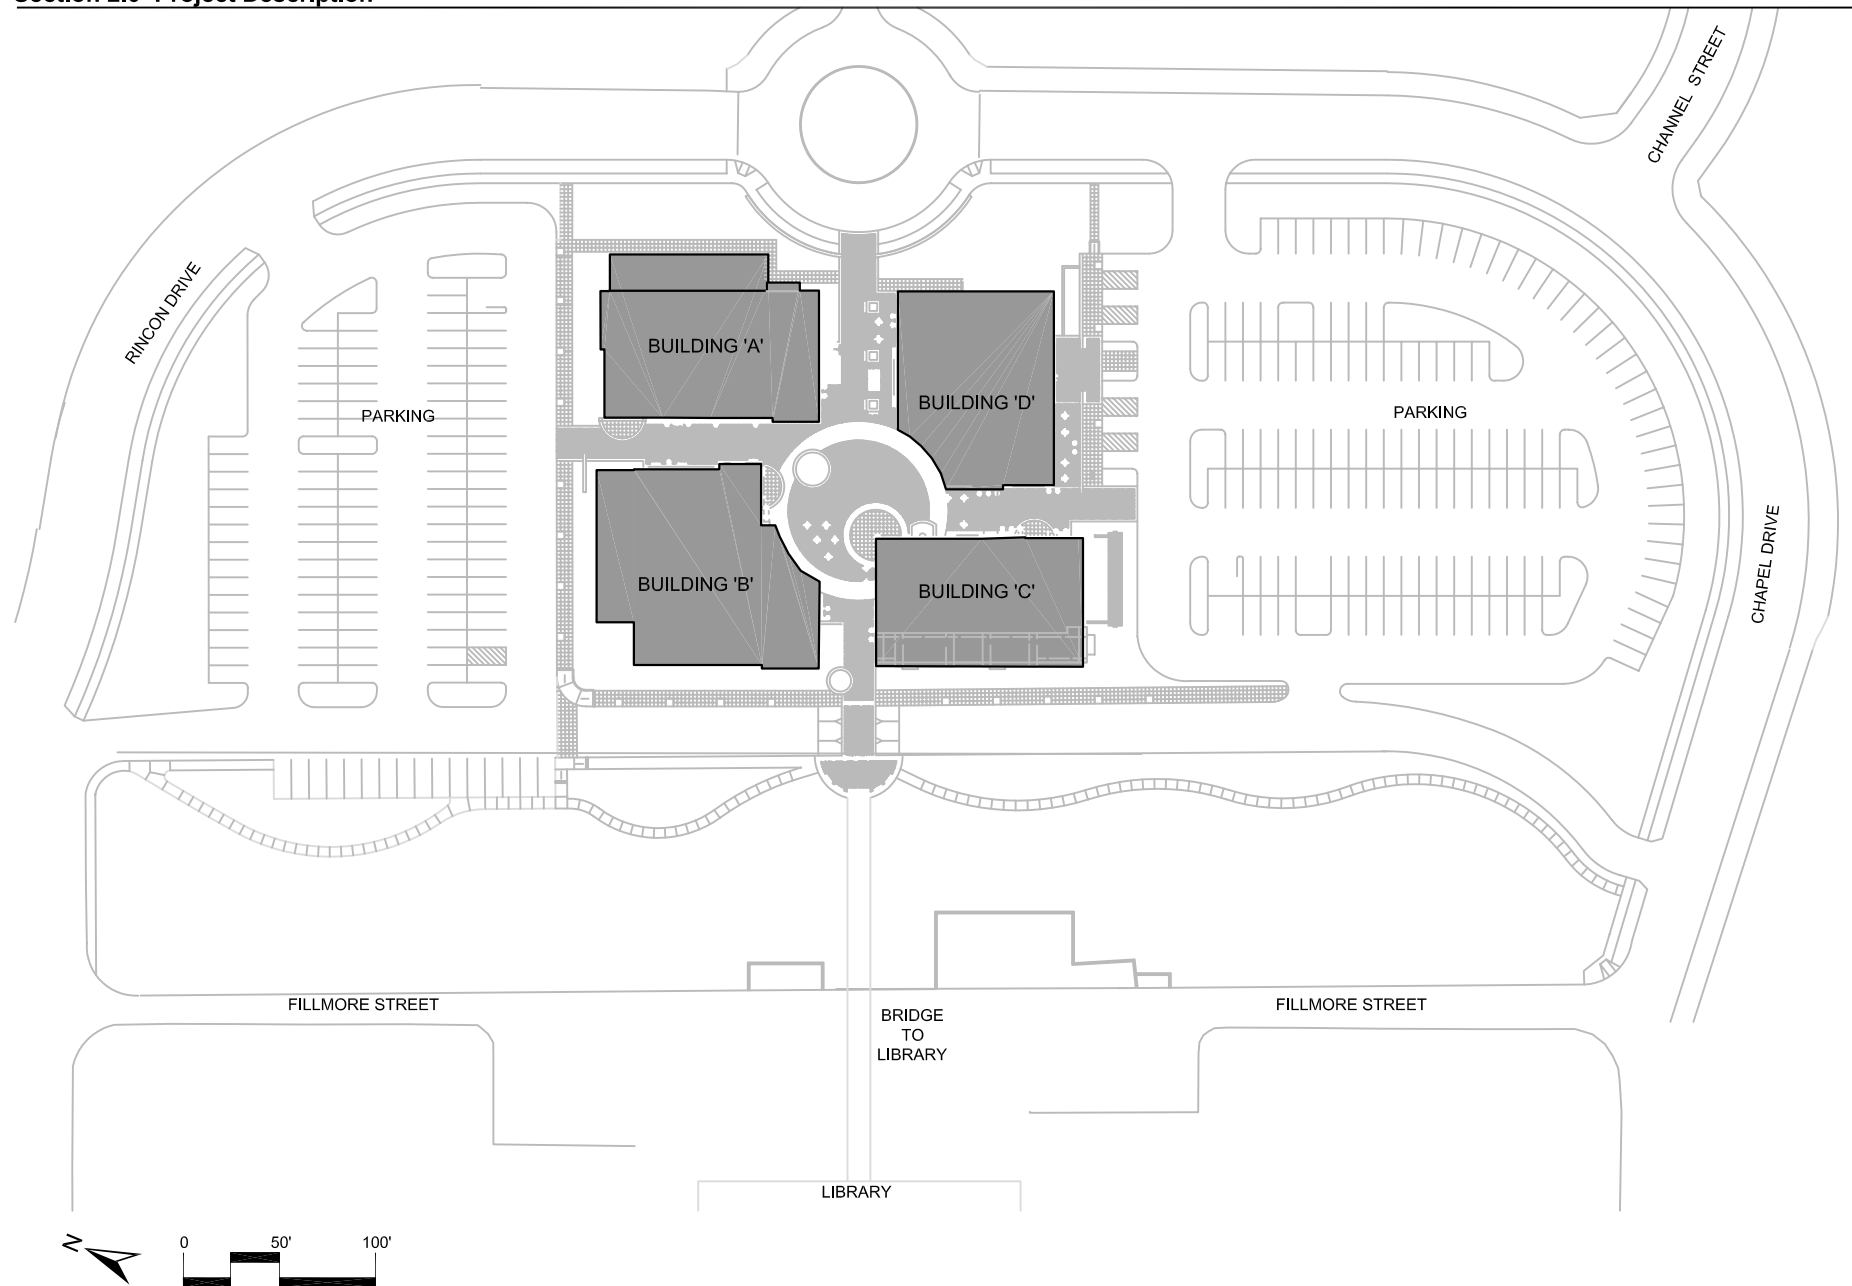 Section 2.0 Project Description
CHANNEL STREET
RINCON DRIVE
BUILDING 'A'
BUILDING 'D'
PARKING
PARKING
CHAPEL DRIVE
BUILDING 'B'
BUILDING 'C'
FILLMORE STREET
FILLMORE STREET
BRIDGE
TO
LIBRARY
LIBRARY
N
0 50' 100'